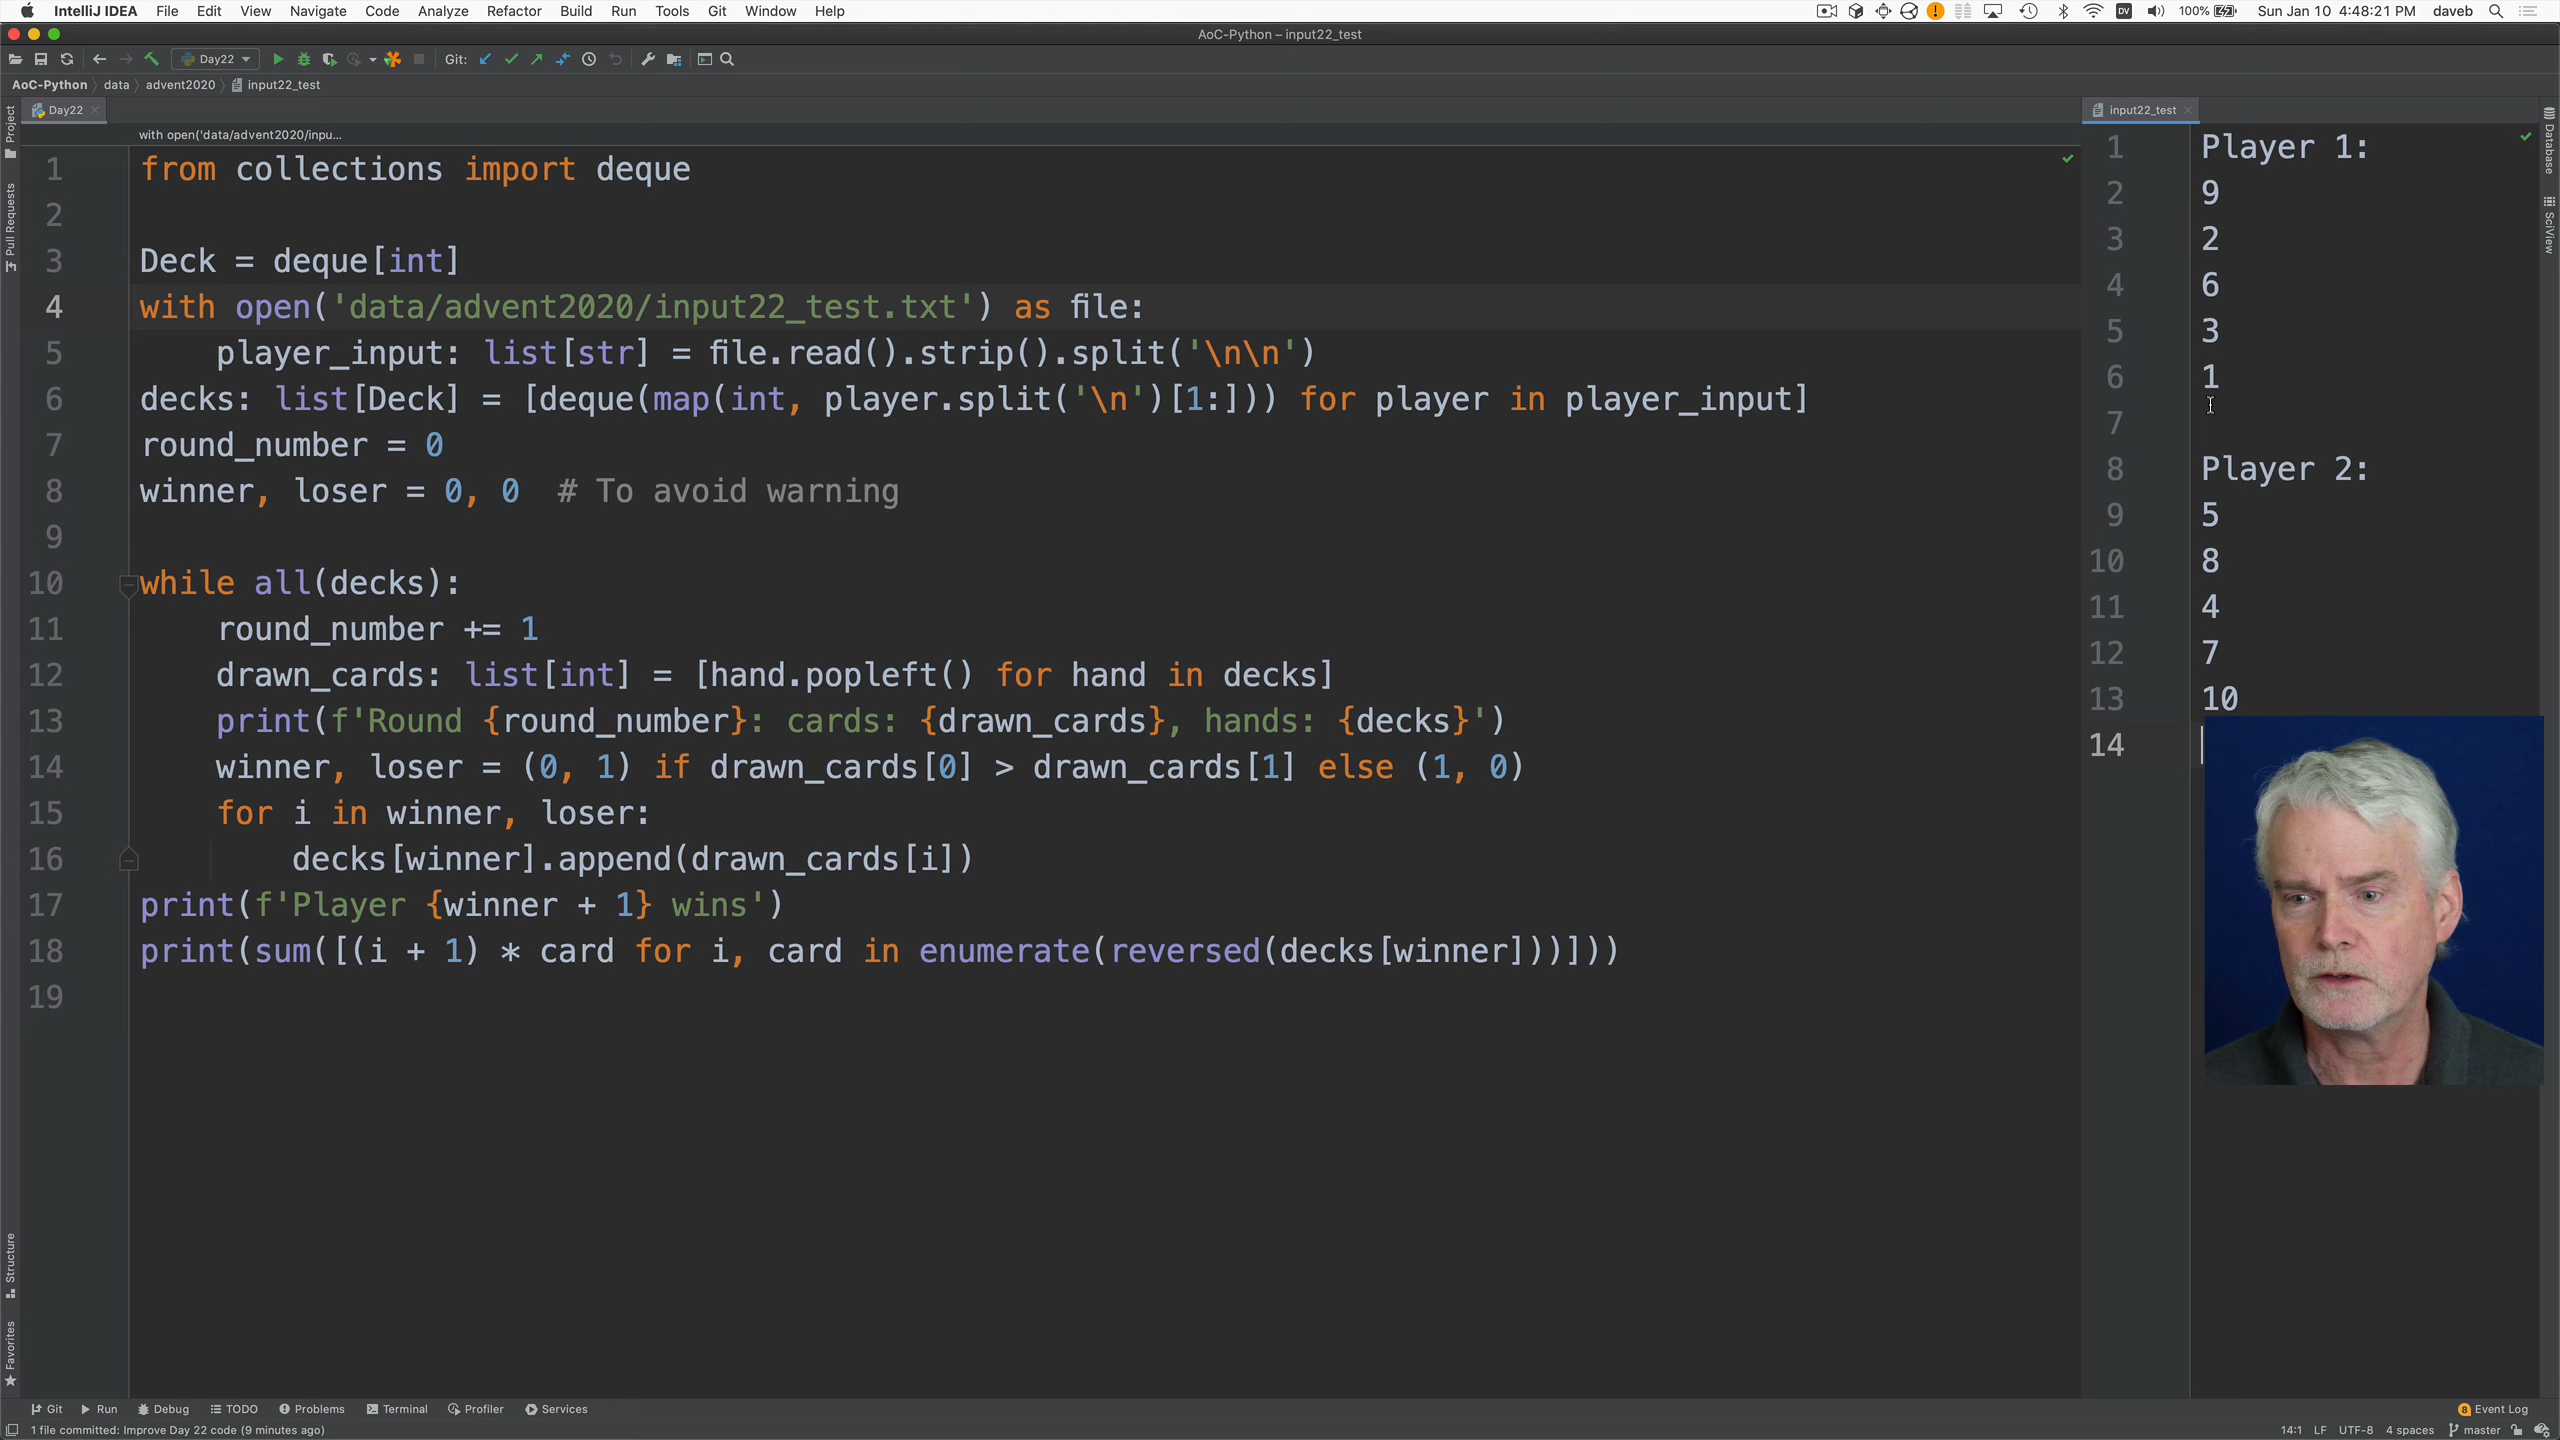 IntelliJ IDEA File Edit View Navigate Code Analyze Refactor Build Run Tools Git Window Help
DV 100% Sun Jan 10 4:48:21 PM daveb
AoC-Python – input22_test
Day22 Git:
AoC-Python data advent2020 input22_test
Day22
with open('data/advent2020/inpu...
1 from collections import deque
2
3 Deck = deque[int]
4 with open('data/advent2020/input22_test.txt') as file:
5 player_input: list[str] = file.read().strip().split('\n\n')
6 decks: list[Deck] = [deque(map(int, player.split('\n')[1:])) for player in player_input]
7 round_number = 0
8 winner, loser = 0, 0 # To avoid warning
9
10 while all(decks):
11 round_number += 1
12 drawn_cards: list[int] = [hand.popleft() for hand in decks]
13 print(f'Round {round_number}: cards: {drawn_cards}, hands: {decks}')
14 winner, loser = (0, 1) if drawn_cards[0] > drawn_cards[1] else (1, 0)
15 for i in winner, loser:
16 decks[winner].append(drawn_cards[i])
17 print(f'Player {winner + 1} wins')
18 print(sum([(i + 1) * card for i, card in enumerate(reversed(decks[winner]))]))
19
input22_test
1 Player 1:
2 9
3 2
4 6
5 3
6 1
7
8 Player 2:
9 5
10 8
11 4
12 7
13 10
14
Project
Pull Requests
Structure
Favorites
Database
SciView
Git Run Debug TODO Problems Terminal Profiler Services
8 Event Log
1 file committed: Improve Day 22 code (9 minutes ago)
14:1 LF UTF-8 4 spaces master